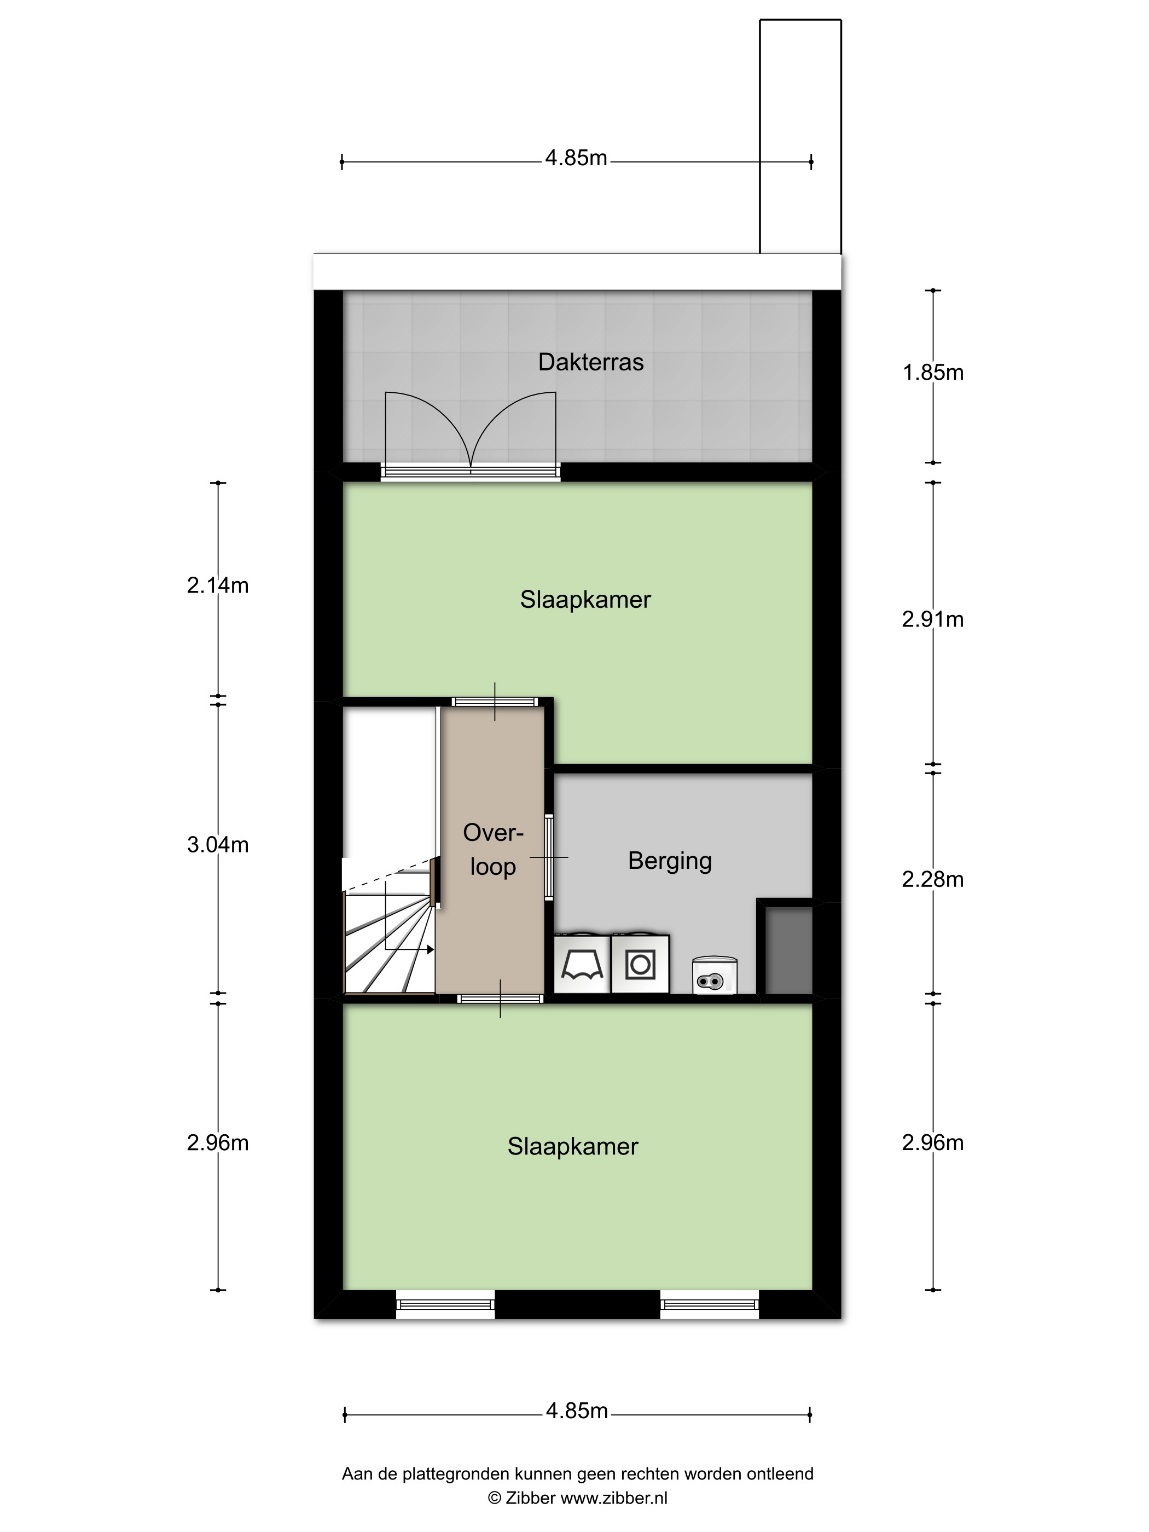 4.85m
Dakterras
1.85m
2.14m
Slaapkamer
2.91m
Over-
loop
3.04m
Berging
2.28m
2.96m
Slaapkamer
2.96m
4.85m
Aan de plattegronden kunnen geen rechten worden ontleend
© Zibber www.zibber.nl